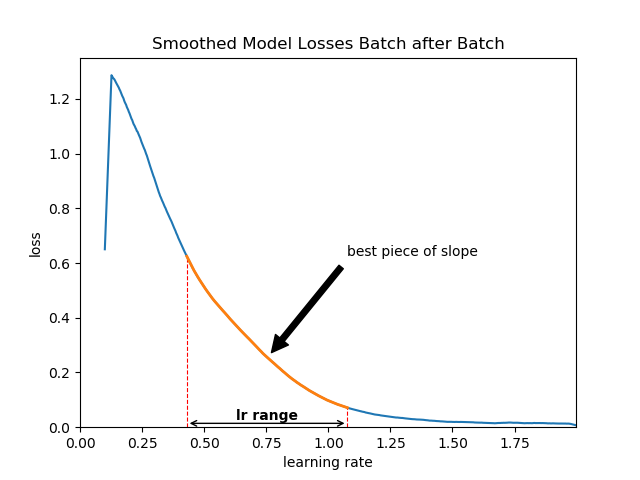 Smoothed Model Losses Batch after Batch
1.2
1.0
0.8
0.6
0.4
0.2
0.0
loss
best piece of slope
lr range
0.00 0.25 0.50 0.75 1.00 1.25 1.50 1.75
learning rate